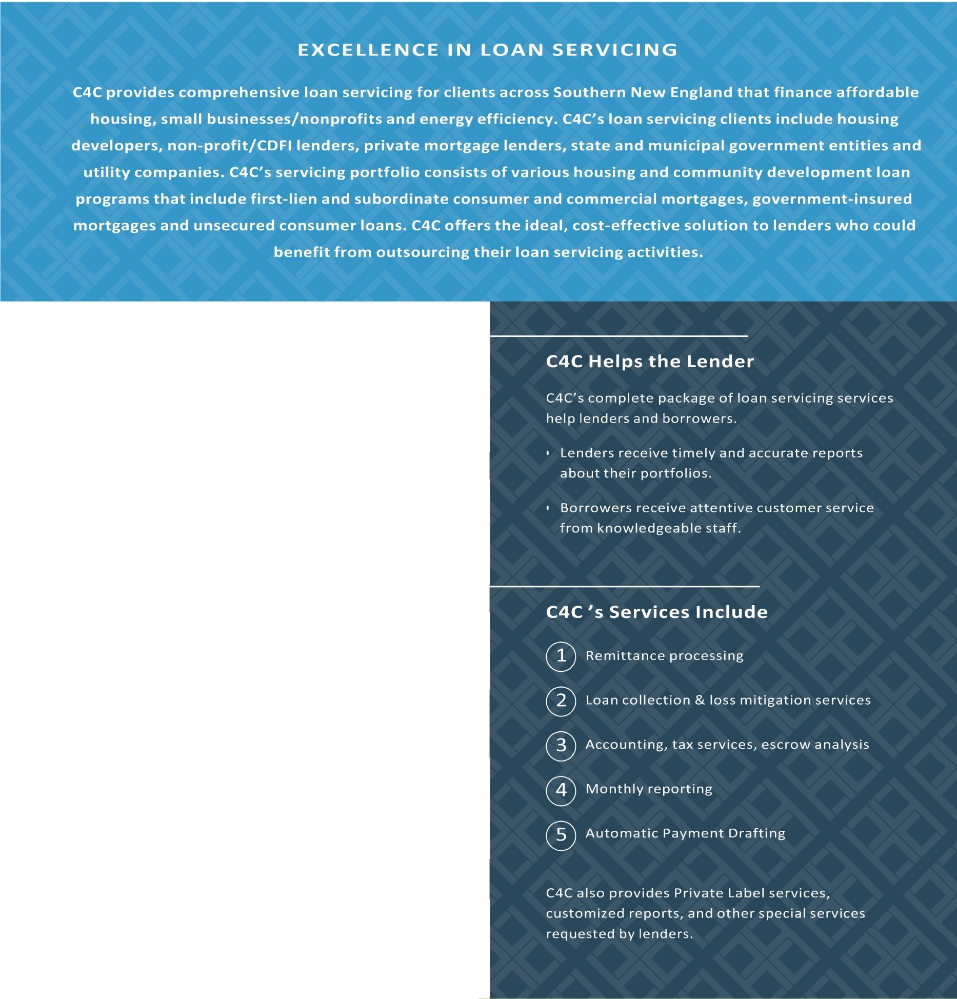 EXCELLENCE IN LOAN SERVICING
C4C provides comprehensive loan servicing for clients across Southern New England that finance affordable
housing, small businesses/nonprofits and energy efficiency. C4C’s loan servicing clients include housing
developers, non-profit/CDFI lenders, private mortgage lenders, state and municipal government entities and
utility companies. C4C’s servicing portfolio consists of various housing and community development loan
programs that include first-lien and subordinate consumer and commercial mortgages, government-insured
mortgages and unsecured consumer loans. C4C offers the ideal, cost-effective solution to lenders who could
benefit from outsourcing their loan servicing activities.
C4C Helps the Lender
C4C’s complete package of loan servicing services
help lenders and borrowers.
• Lenders receive timely and accurate reports
about their portfolios.
• Borrowers receive attentive customer service
from knowledgeable staff.
C4C ’s Services Include
1 Remittance processing
2 Loan collection & loss mitigation services
3 Accounting, tax services, escrow analysis
4 Monthly reporting
5 Automatic Payment Drafting
C4C also provides Private Label services,
customized reports, and other special services
requested by lenders.